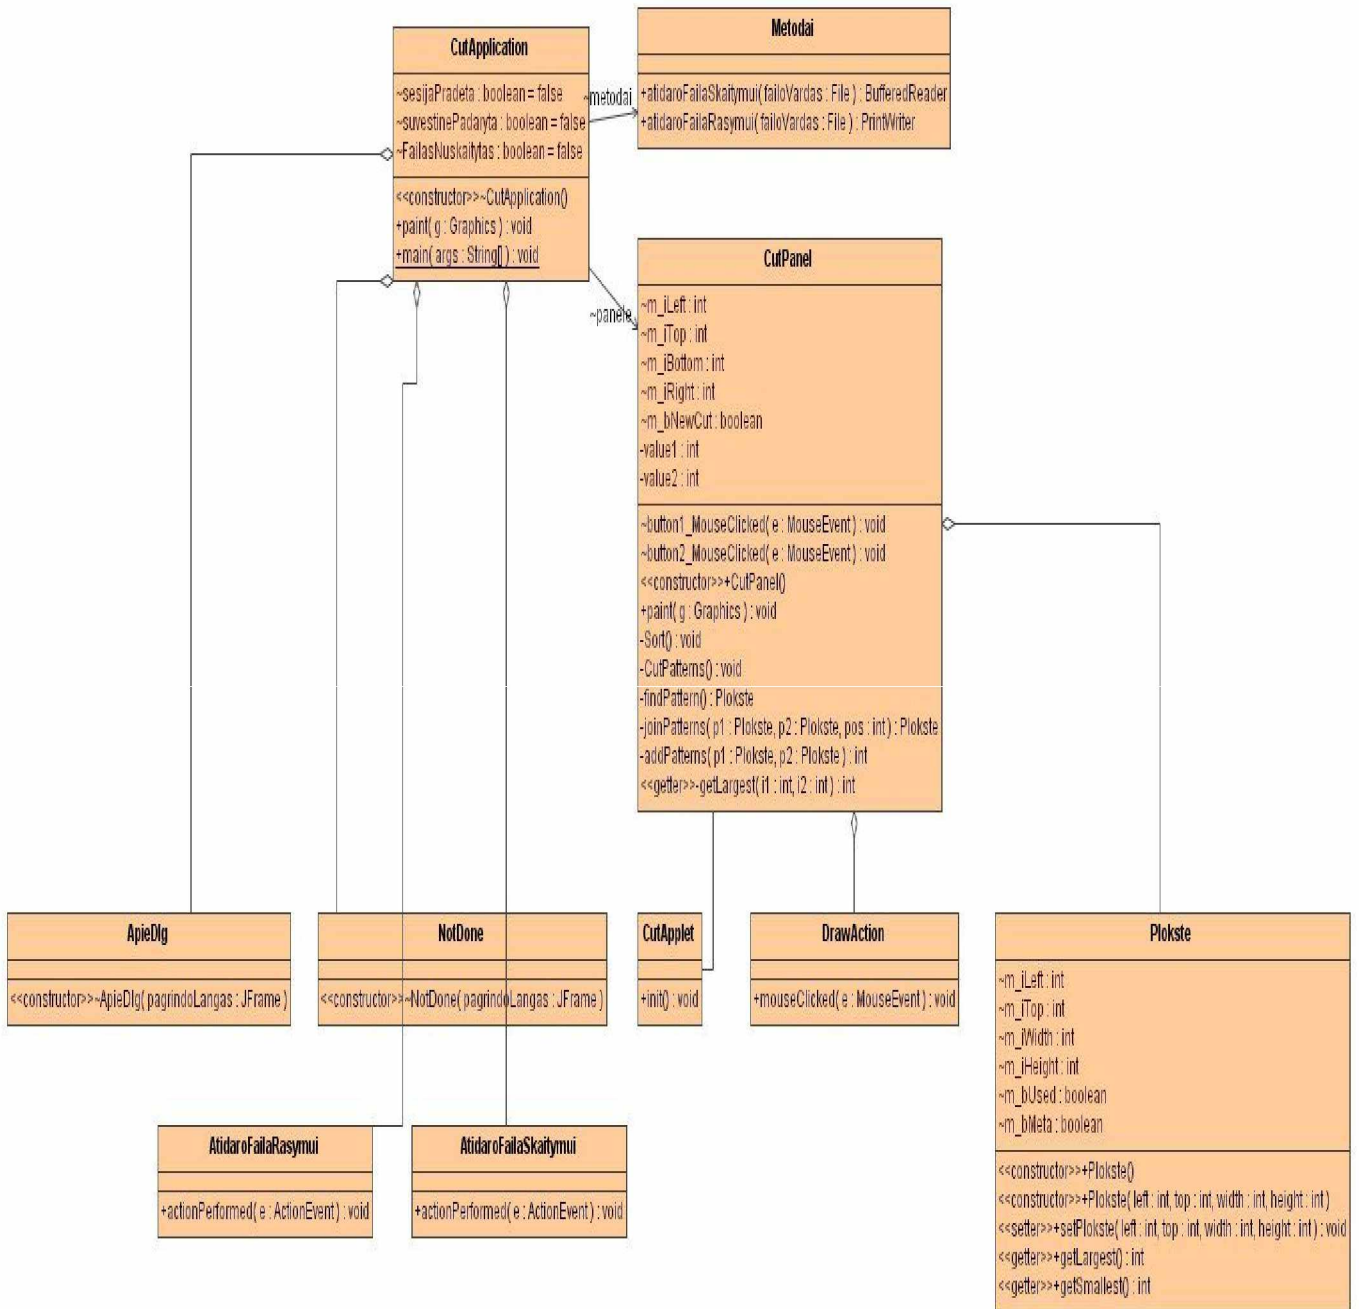 CutApplication
~sesijaPradeta : boolean = false
~suvestinePadaryta : boolean = false
~FailasNuskaitytas : boolean = false
<<constructor>>~CutApplication()
+paint( g : Graphics ) : void
+main( args : String[] ) : void
~metodai
Metodai
+atidaroFailaSkaitymui( failoVardas : File ) : BufferedReader
+atidaroFailaRasymui( failoVardas : File ) : PrintWriter
~panele
CutPanel
~m_iLeft : int
~m_iTop : int
~m_iBottom : int
~m_iRight : int
~m_bNewCut : boolean
-value1 : int
-value2 : int
~button1_MouseClicked( e : MouseEvent ) : void
~button2_MouseClicked( e : MouseEvent ) : void
<<constructor>>+CutPanel()
+paint( g : Graphics ) : void
-Sort() : void
-CutPatterns() : void
-findPattern() : Plokste
-joinPatterns( p1 : Plokste, p2 : Plokste, pos : int ) : Plokste
-addPatterns( p1 : Plokste, p2 : Plokste ) : int
<<getter>>-getLargest( i1 : int, i2 : int ) : int
ApieDlg
<<constructor>>~ApieDlg( pagrindoLangas : JFrame )
NotDone
<<constructor>>~NotDone( pagrindoLangas : JFrame )
CutApplet
+init() : void
DrawAction
+mouseClicked( e : MouseEvent ) : void
Plokste
~m_iLeft : int
~m_iTop : int
~m_iWidth : int
~m_iHeight : int
~m_bUsed : boolean
~m_bMeta : boolean
<<constructor>>+Plokste()
<<constructor>>+Plokste( left : int, top : int, width : int, height : int )
<<setter>>+setPlokste( left : int, top : int, width : int, height : int ) : void
<<getter>>+getLargest() : int
<<getter>>+getSmallest() : int
AtidaroFailaRasymui
+actionPerformed( e : ActionEvent ) : void
AtidaroFailaSkaitymui
+actionPerformed( e : ActionEvent ) : void